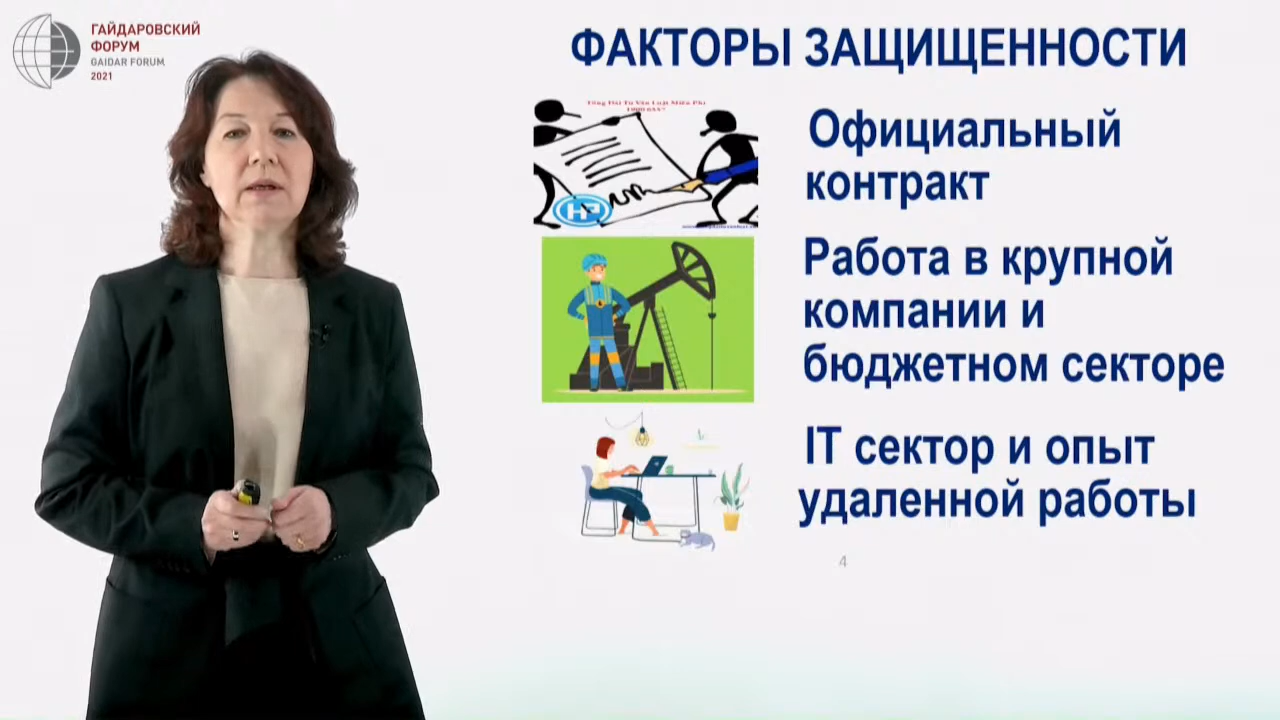 ГАЙДАРОВСКИЙ
ФОРУМ
GAIDAR FORUM
2021
ФАКТОРЫ ЗАЩИЩЕННОСТИ
Официальный
контракт
Работа в крупной
компании и
бюджетном секторе
IT сектор и опыт
удаленной работы
4